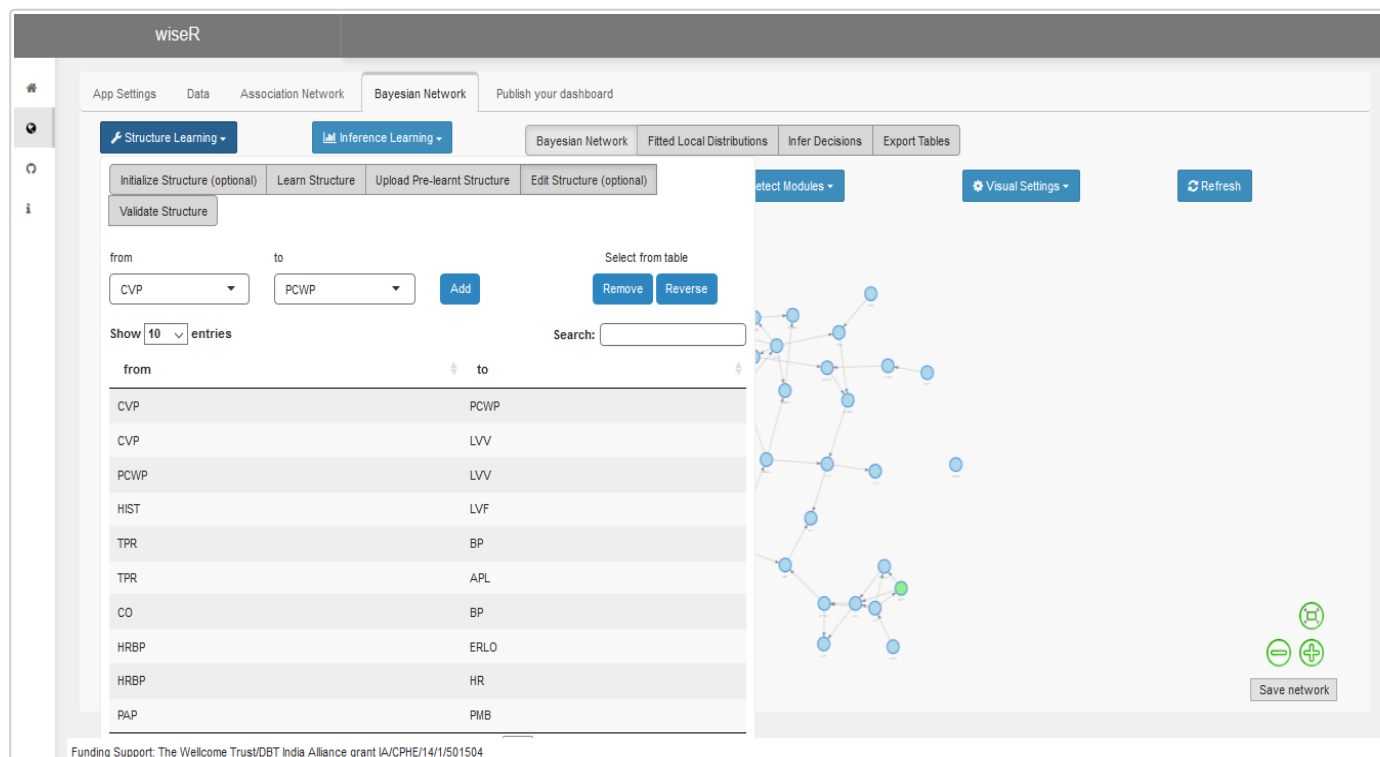 wiseR
App Settings Data Association Network Bayesian Network Publish your dashboard
Structure Learning Inference Learning Bayesian Network Fitted Local Distributions Infer Decisions Export Tables
Initialize Structure (optional) Learn Structure Upload Pre-learnt Structure Edit Structure (optional) etect Modules Visual Settings Refresh
Validate Structure
from to Select from table
CVP PCWP Add Remove Reverse
Show 10 entries Search:
from to
CVP PCWP
CVP LVV
PCWP LVV
HIST LVF
TPR BP
TPR APL
CO BP
HRBP ERLO
HRBP HR
PAP PMB
Save network
Funding Support: The Wellcome Trust/DBT India Alliance grant IA/CPHE/14/1/501504